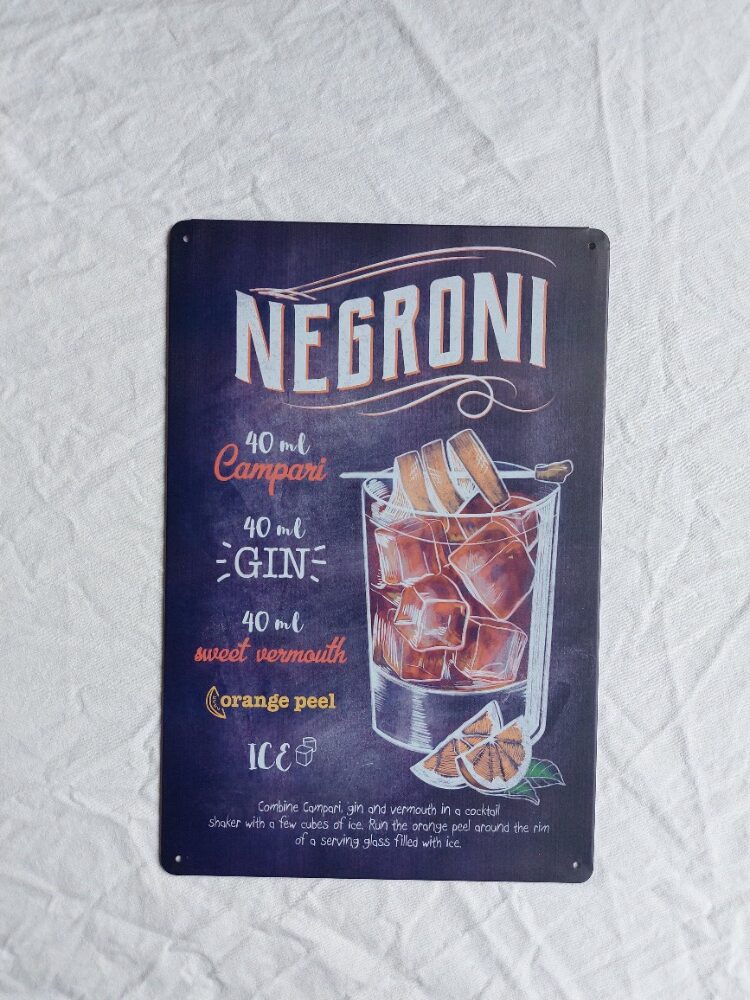 NEGRONI
40 ml
Campari
40 ml
GIN
40 ml
sweet vermouth
orange peel
ICE
Combine Campari, gin and vermouth in a cocktail
shaker with a few cubes of ice. Run the orange peel around the rim
of a serving glass filled with ice.